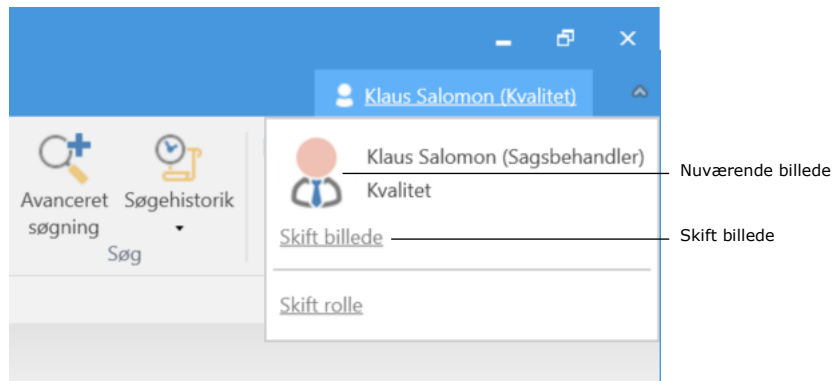 Klaus Salomon (Kvalitet)
Avanceret
søgning
Søgehistorik
Søg
Klaus Salomon (Sagsbehandler)
Kvalitet
Skift billede
Skift rolle
Nuværende billede
Skift billede